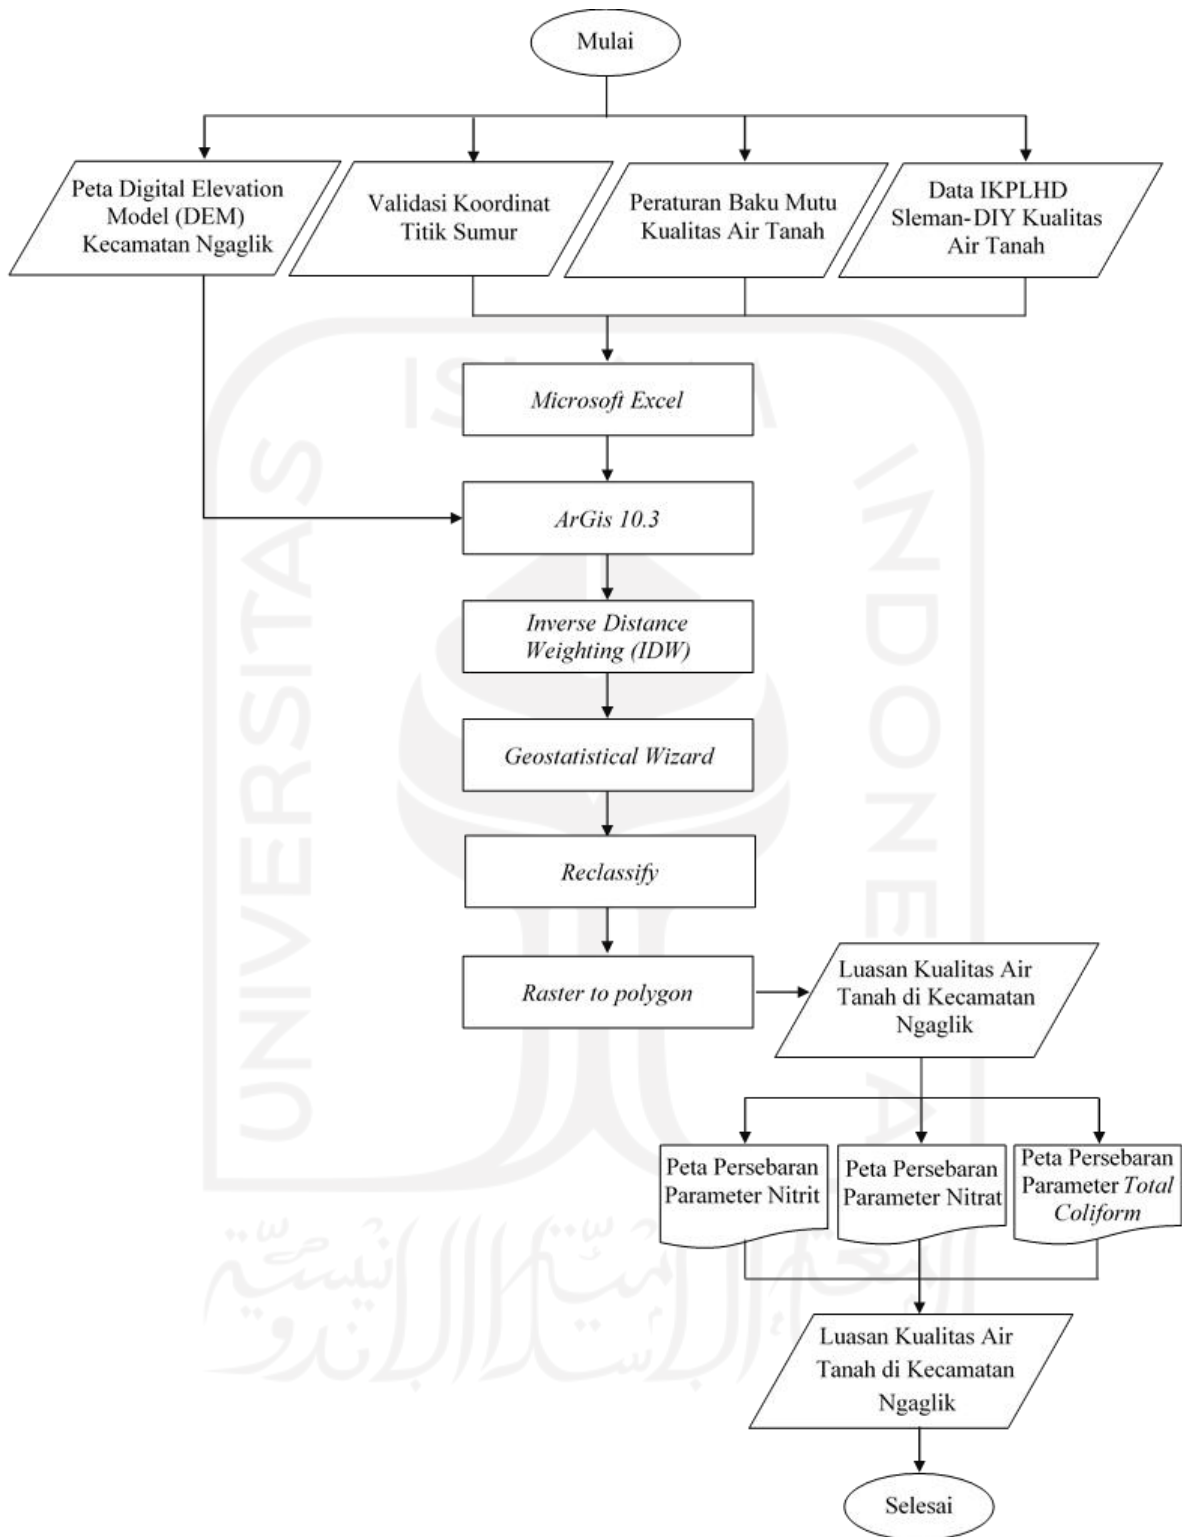 Mulai
Peta Digital Elevation
Model (DEM)
Kecamatan Ngaglik
Validasi Koordinat
Titik Sumur
Peraturan Baku Mutu
Kualitas Air Tanah
Data IKPLHD
Sleman-DIY Kualitas
Air Tanah
Microsoft Excel
ArGis 10.3
Inverse Distance
Weighting (IDW)
Geostatistical Wizard
Reclassify
Raster to polygon
Luasan Kualitas Air
Tanah di Kecamatan
Ngaglik
Peta Persebaran
Parameter Nitrit
Peta Persebaran
Parameter Nitrat
Peta Persebaran
Parameter Total
Coliform
Luasan Kualitas Air
Tanah di Kecamatan
Ngaglik
Selesai
UNIVERSITAS
INDONE
A